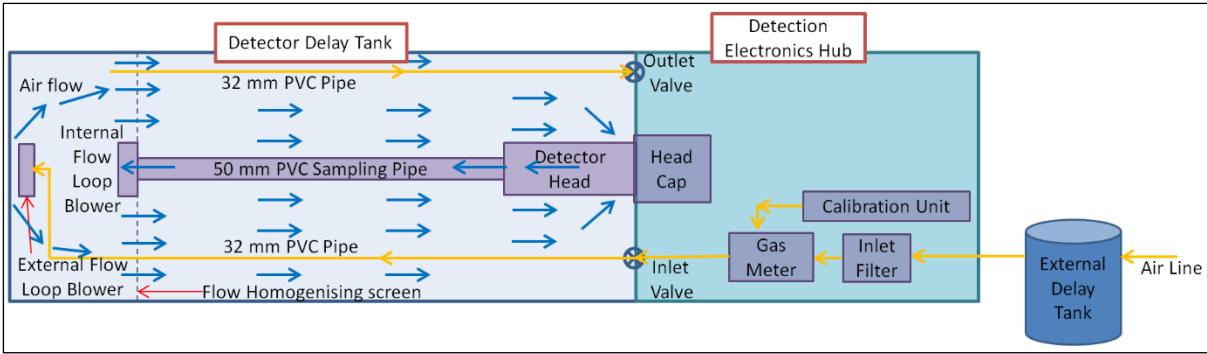 Detector Delay Tank
Detection
Electronics Hub
32 mm PVC Pipe
Outlet
Valve
Air flow
Internal
Flow
Loop
Blower
50 mm PVC Sampling Pipe
Detector
Head
Head
Cap
Calibration Unit
32 mm PVC Pipe
Gas
Meter
Inlet
Filter
External
Delay
Tank
Air Line
External Flow
Loop Blower
Flow Homogenising screen
Inlet
Valve